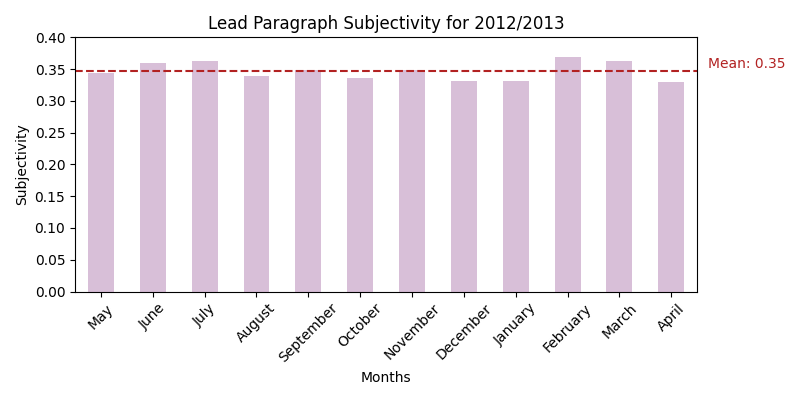 Lead Paragraph Subjectivity for 2012/2013
0.40
0.35
0.30
0.25
0.20
0.15
0.10
0.05
0.00
Subjectivity
Mean: 0.35
May
June
July
August
September
October
November
December
January
February
March
April
Months